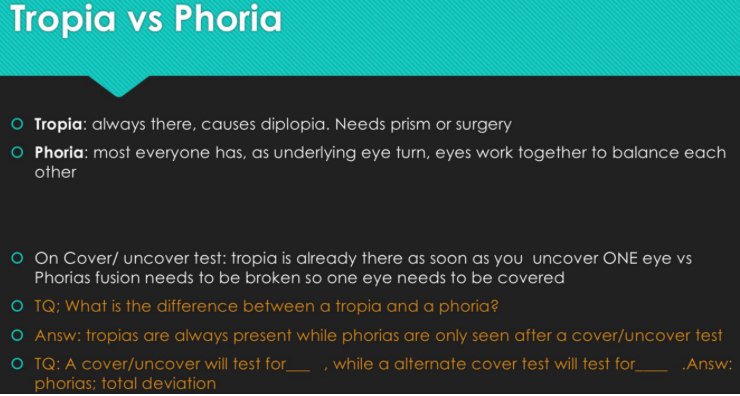 Tropia vs Phoria
Tropia: always there, causes diplopia. Needs prism or surgery
Phoria: most everyone has, as underlying eye turn, eyes work together to balance each
other
On Cover/ uncover test: tropia is already there as soon as you  uncover ONE eye vs
Phorias fusion needs to be broken so one eye needs to be covered
TQ; What is the difference between a tropia and a phoria?
Answ: tropias are always present while phorias are only seen after a cover/uncover test
TQ: A cover/uncover will test for___  , while a alternate cover test will test for____  .Answ:
phorias; total deviation